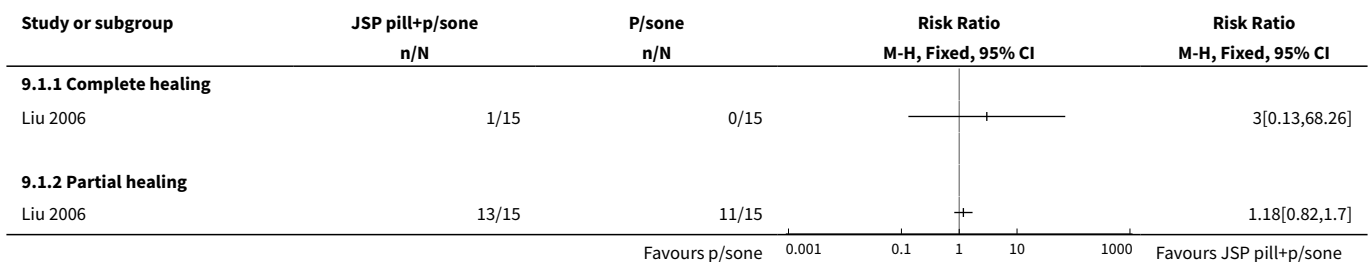 Study or subgroup JSP pill+p/sone P/sone Risk Ratio Risk Ratio
n/N n/N M-H, Fixed, 95% CI M-H, Fixed, 95% CI
9.1.1 Complete healing
Liu 2006 1/15 0/15 3[0.13,68.26]
9.1.2 Partial healing
Liu 2006 13/15 11/15 1.18[0.82,1.7]
Favours p/sone 0.001 0.1 1 10 1000 Favours JSP pill+p/sone